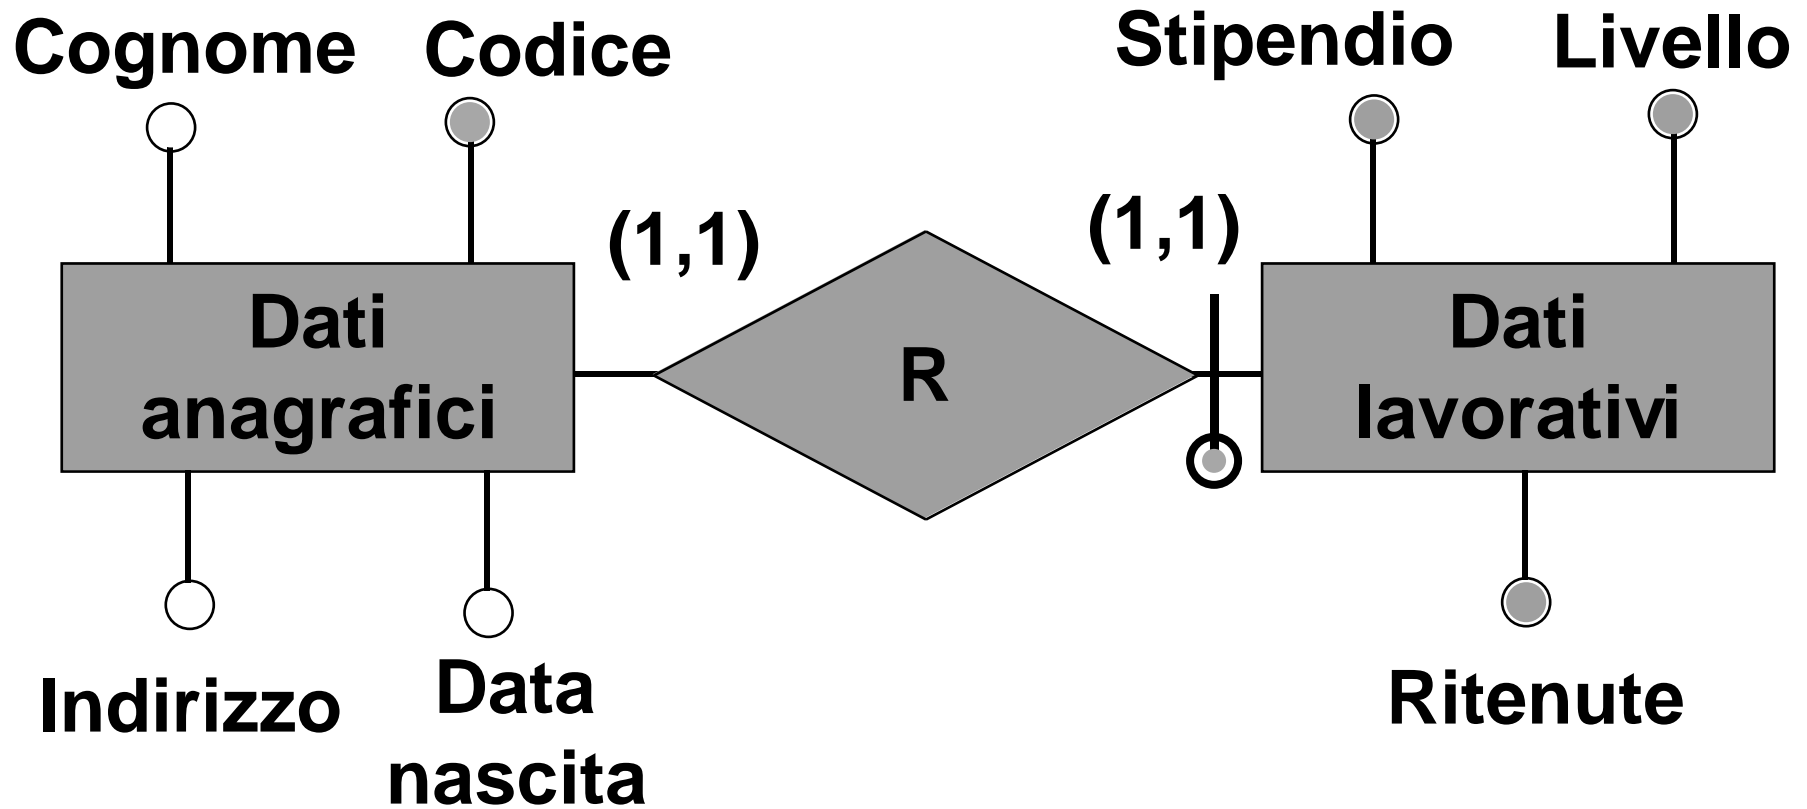 Cognome
Codice
Stipendio
Livello
(1,1)
(1,1)
Dati
anagrafici
R
Dati
lavorativi
Indirizzo
Data
nascita
Ritenute